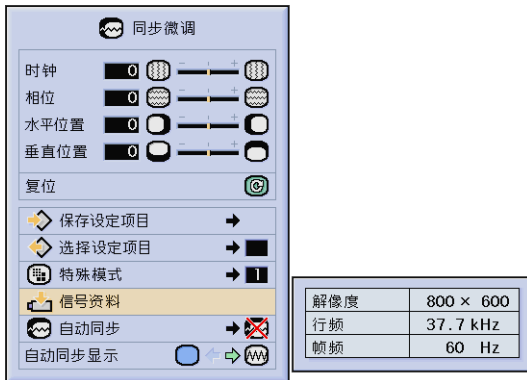 同步微调
时钟 0
相位 0
水平位置 0
垂直位置 0
复位
保存设定项目
选择设定项目
特殊模式 1
信号资料
自动同步
自动同步显示
解像度 800 × 600
行频 37.7 kHz
帧频 60 Hz